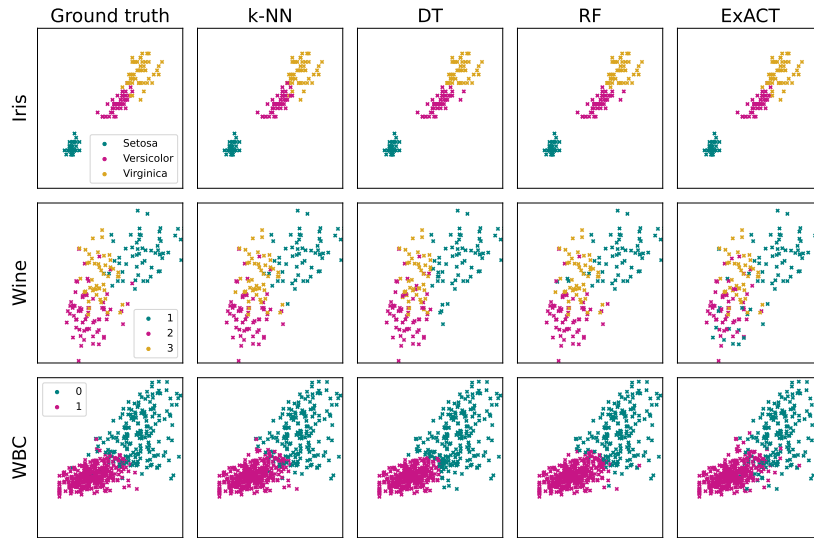 Ground truth k-NN DT RF ExACT
Iris
Setosa
Versicolor
Virginica
Wine
1
2
3
WBC
0
1